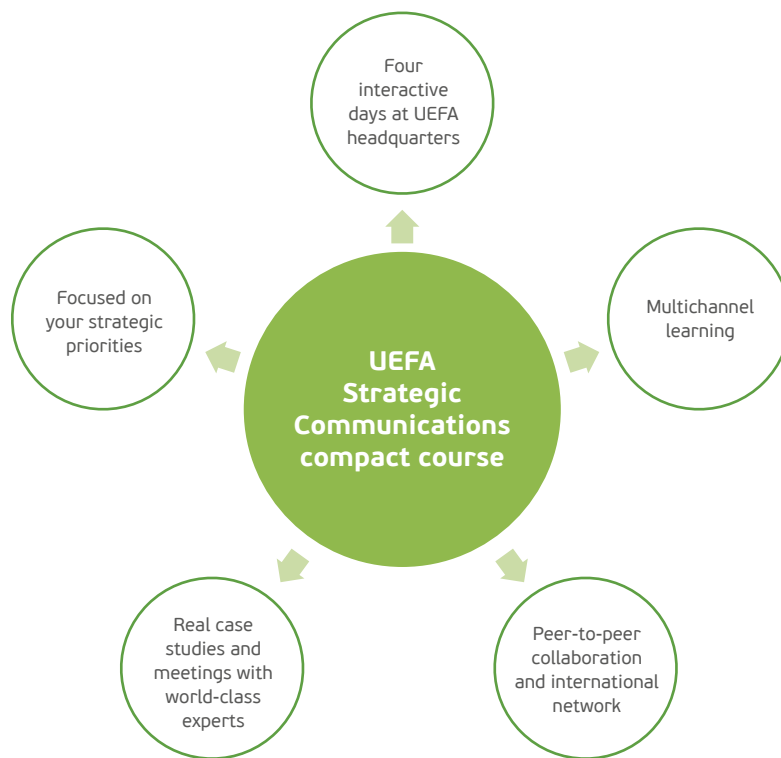 Four
interactive
days at UEFA
headquarters
Focused on
your strategic
priorities
Multichannel
learning
UEFA
Strategic
Communications
compact course
Real case
studies and
meetings with
world-class
experts
Peer-to-peer
collaboration
and international
network